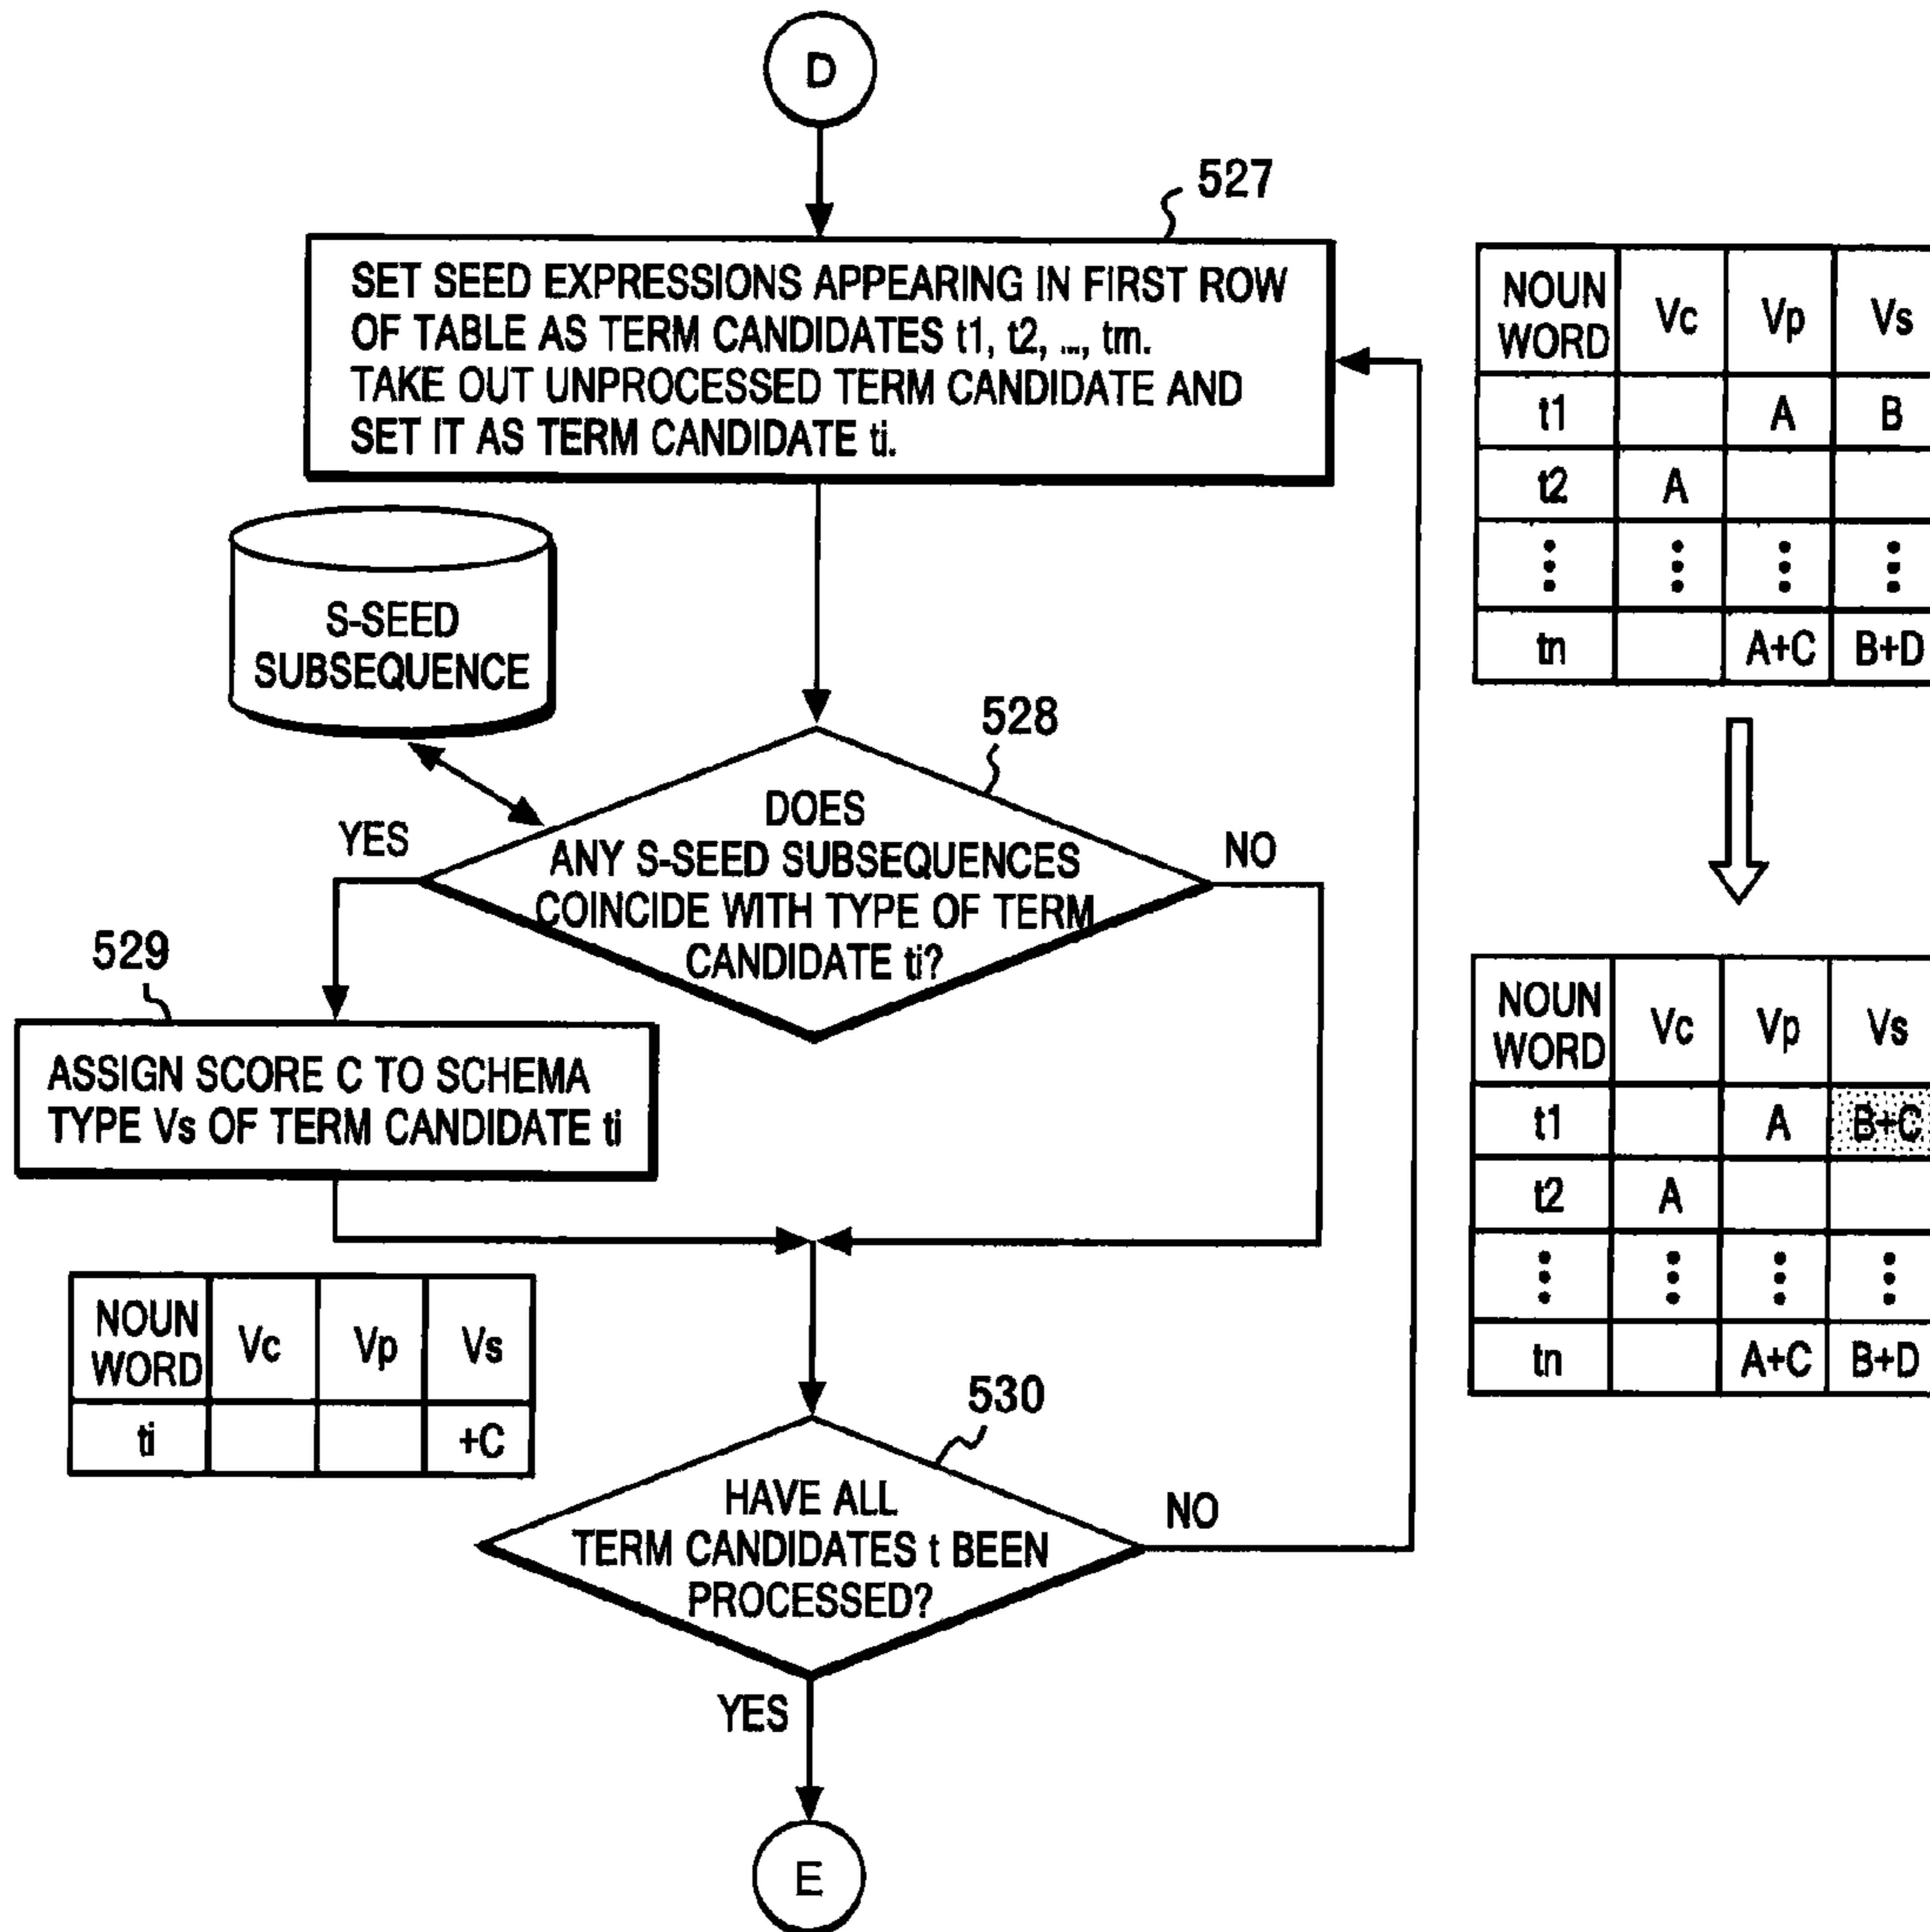 D
527
SET SEED EXPRESSIONS APPEARING IN FIRST ROW
OF TABLE AS TERM CANDIDATES t1, t2, ..., tm.
TAKE OUT UNPROCESSED TERM CANDIDATE AND
SET IT AS TERM CANDIDATE ti.
S-SEED
SUBSEQUENCE
528
DOES
ANY S-SEED SUBSEQUENCES
COINCIDE WITH TYPE OF TERM
CANDIDATE ti?
YES
NO
529
ASSIGN SCORE C TO SCHEMA
TYPE Vs OF TERM CANDIDATE ti
NOUN
WORD
Vc
Vp
Vs
ti
+C
530
HAVE ALL
TERM CANDIDATES t BEEN
PROCESSED?
NO
YES
E
NOUN
WORD
Vc
Vp
Vs
t1
A
B
t2
A
tn
A+C
B+D
NOUN
WORD
Vc
Vp
Vs
t1
A
B+C
t2
A
tn
A+C
B+D